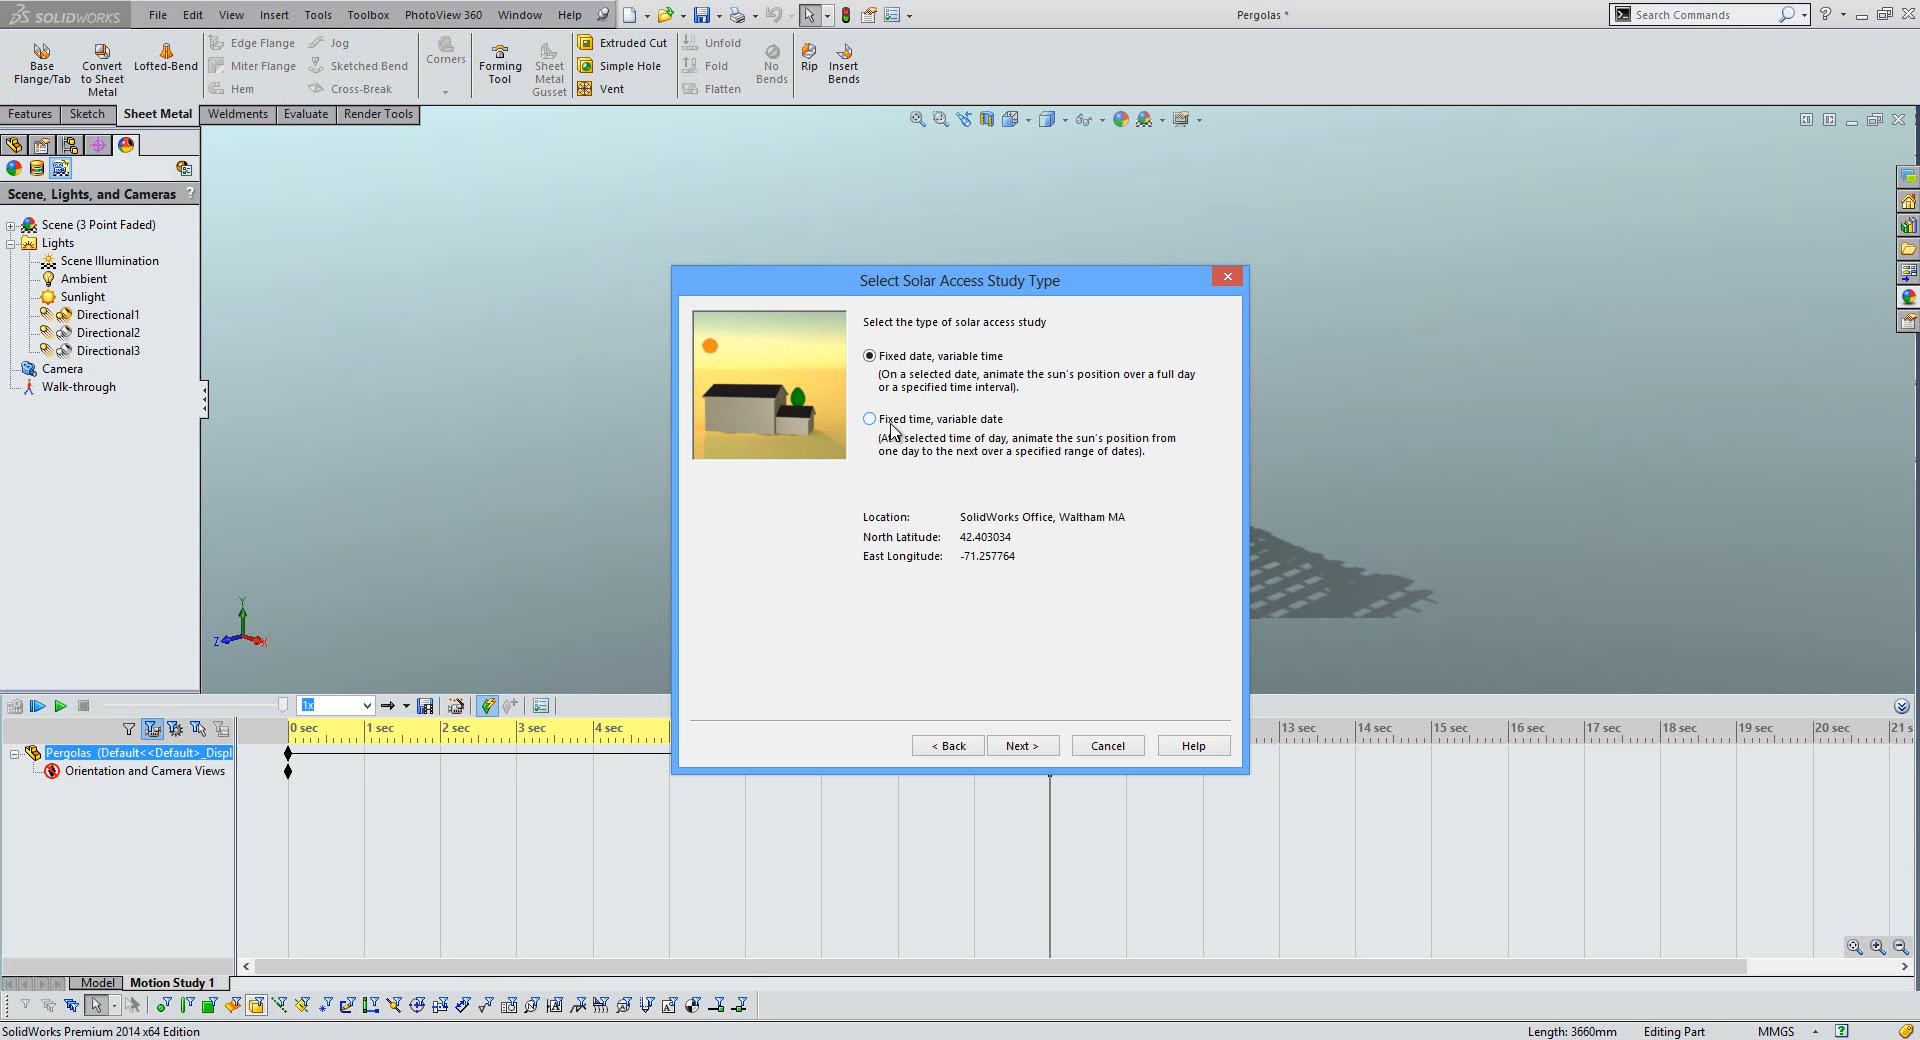 SOLIDWORKS File Edit View Insert Tools Toolbox PhotoView 360 Window Help Pergolas * Search Commands
Base Flange/Tab
Convert to Sheet Metal
Lofted-Bend
Edge Flange
Miter Flange
Hem
Jog
Sketched Bend
Cross-Break
Corners
Forming Tool
Sheet Metal Gusset
Extruded Cut
Simple Hole
Vent
Unfold
Fold
Flatten
No Bends
Rip
Insert Bends
Features Sketch Sheet Metal Weldments Evaluate Render Tools
Scene, Lights, and Cameras ?
Scene (3 Point Faded)
Lights
Scene Illumination
Ambient
Sunlight
Directional1
Directional2
Directional3
Camera
Walk-through
Y
Z X
Select Solar Access Study Type
Select the type of solar access study
Fixed date, variable time
(On a selected date, animate the sun's position over a full day
or a specified time interval).
Fixed time, variable date
selected time of day, animate the sun's position from
one day to the next over a specified range of dates).
Location: SolidWorks Office, Waltham MA
North Latitude: 42.403034
East Longitude: -71.257764
< Back Next > Cancel Help
1x
0 sec 1 sec 2 sec 3 sec 4 sec 13 sec 14 sec 15 sec 16 sec 17 sec 18 sec 19 sec 20 sec 21 s
Pergolas (Default<<Default>_Displ
Orientation and Camera Views
Model Motion Study 1
SolidWorks Premium 2014 x64 Edition Length: 3660mm Editing Part MMGS